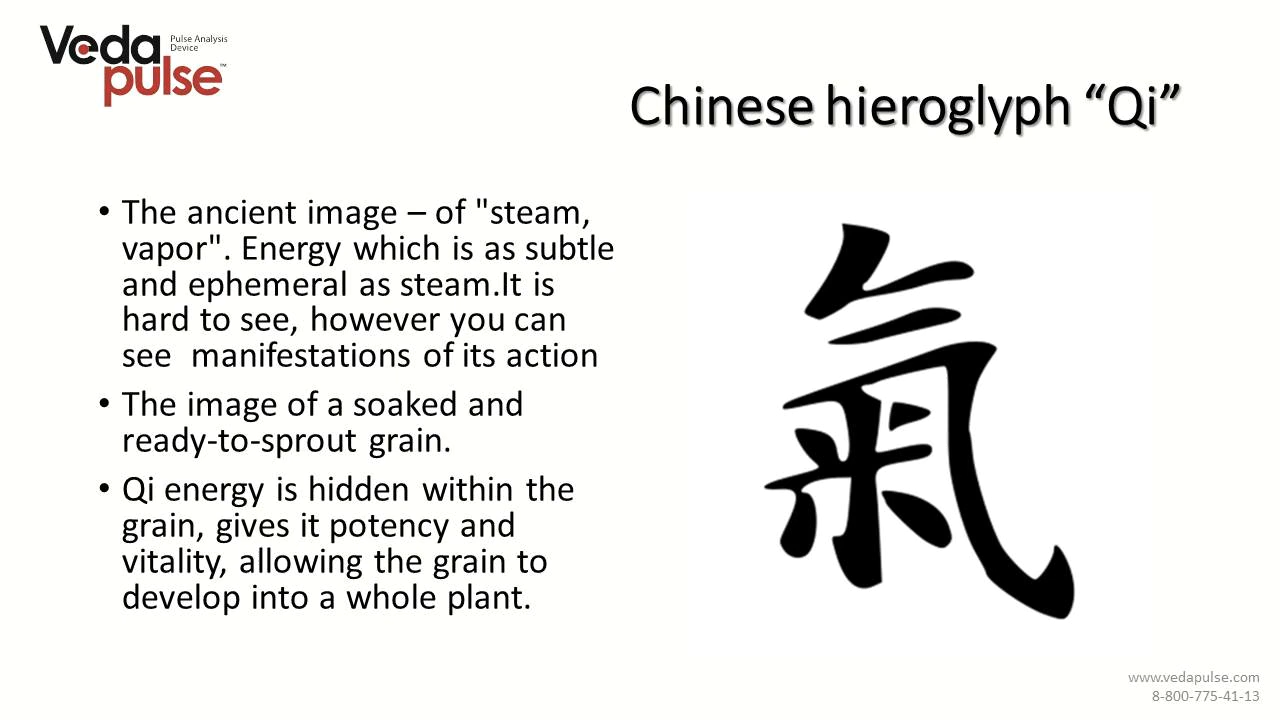 Veda
pulse™
Pulse Analysis
Device
Chinese hieroglyph “Qi”
• The ancient image – of "steam,
vapor". Energy which is as subtle
and ephemeral as steam.It is
hard to see, however you can
see  manifestations of its action
• The image of a soaked and
ready-to-sprout grain.
• Qi energy is hidden within the
grain, gives it potency and
vitality, allowing the grain to
develop into a whole plant.
氣
www.vedapulse.com
8-800-775-41-13